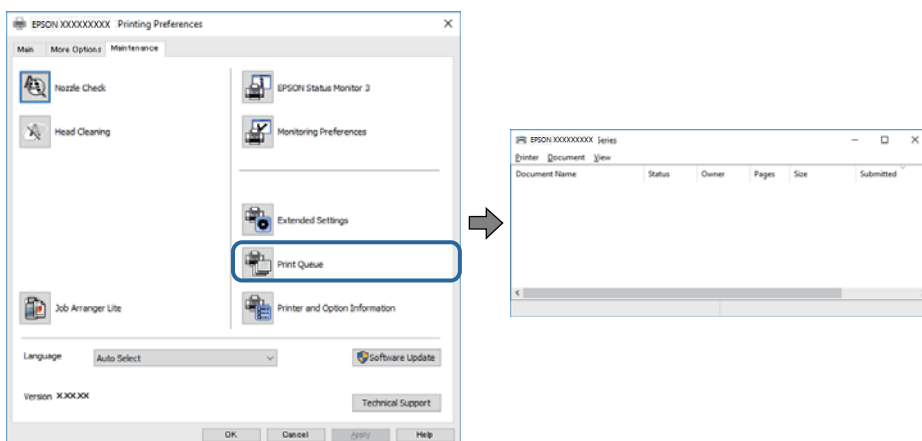 EPSON XXXXXXXXX Printing Preferences
Main More Options Maintenance
Nozzle Check
EPSON Status Monitor 3
Head Cleaning
Monitoring Preferences
Extended Settings
Print Queue
Job Arranger Lite
Printer and Option Information
Language Auto Select
Software Update
Version X.XX.XX
Technical Support
OK Cancel Apply Help
EPSON XXXXXXXXX Series
Printer Document View
Document Name Status Owner Pages Size Submitted